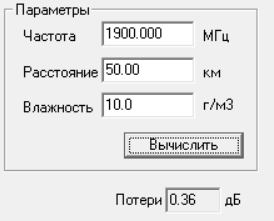 Параметры
Частота 1900.000 МГц
Расстояние 50.00 км
Влажность 10.0 г/м3
Вычислить
Потери 0.36 дБ